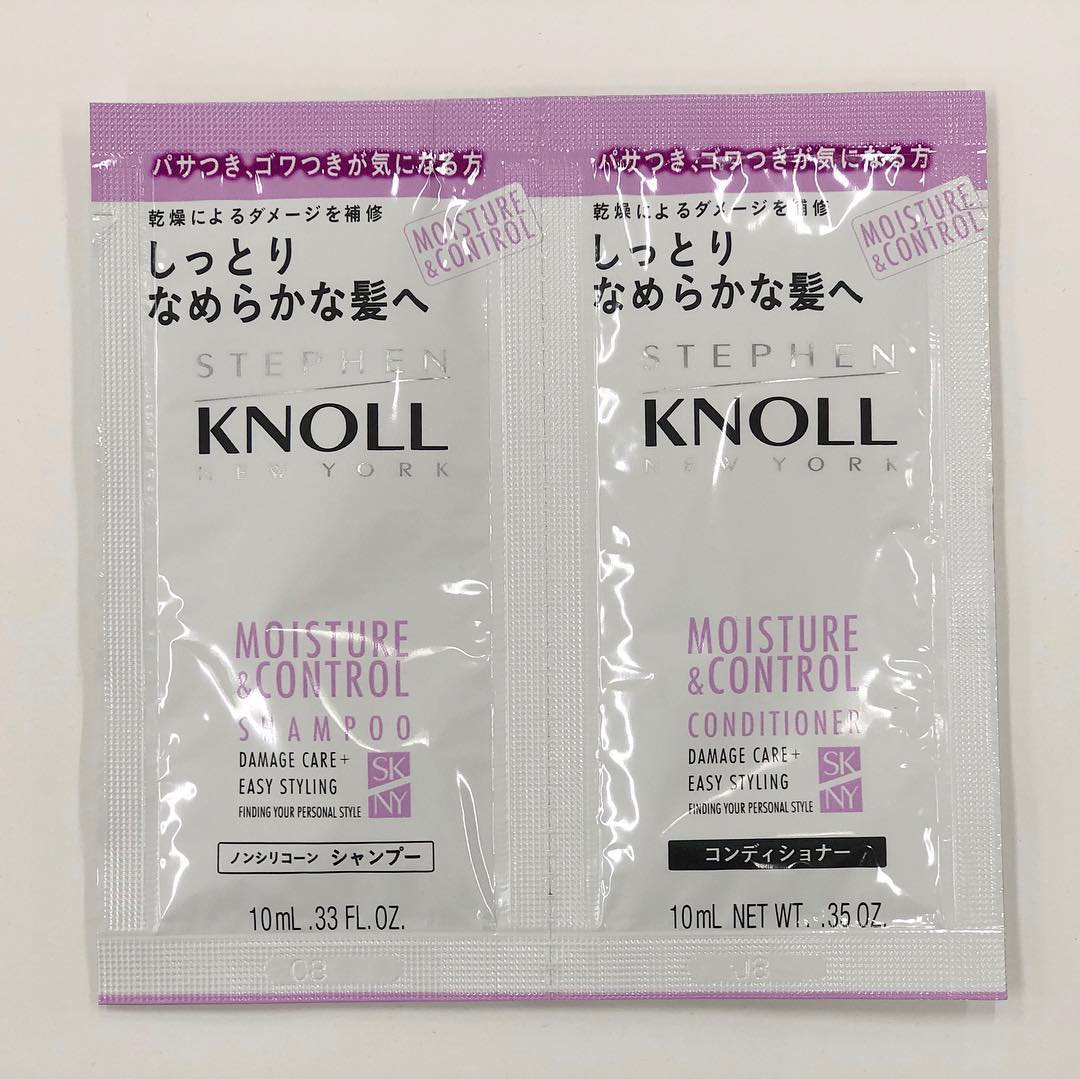 パサつき、ゴワつきが気になる方
乾燥によるダメージを補修
しっとり
なめらかな髪へ
MOISTURE
&CONTROL
STEPHEN
KNOLL
NEW YORK
MOISTURE
&CONTROL
SHAMPOO
DAMAGE CARE+
EASY STYLING
FINDING YOUR PERSONAL STYLE
SK
NY
ノンシリコーン シャンプー
10mL .33 FL. OZ.
パサつき、ゴワつきが気になる方
乾燥によるダメージを補修
しっとり
なめらかな髪へ
MOISTURE
&CONTROL
STEPHEN
KNOLL
NEW YORK
MOISTURE
&CONTROL
CONDITIONER
DAMAGE CARE+
EASY STYLING
FINDING YOUR PERSONAL STYLE
SK
NY
コンディショナー
10mL NET WT. .35 OZ.